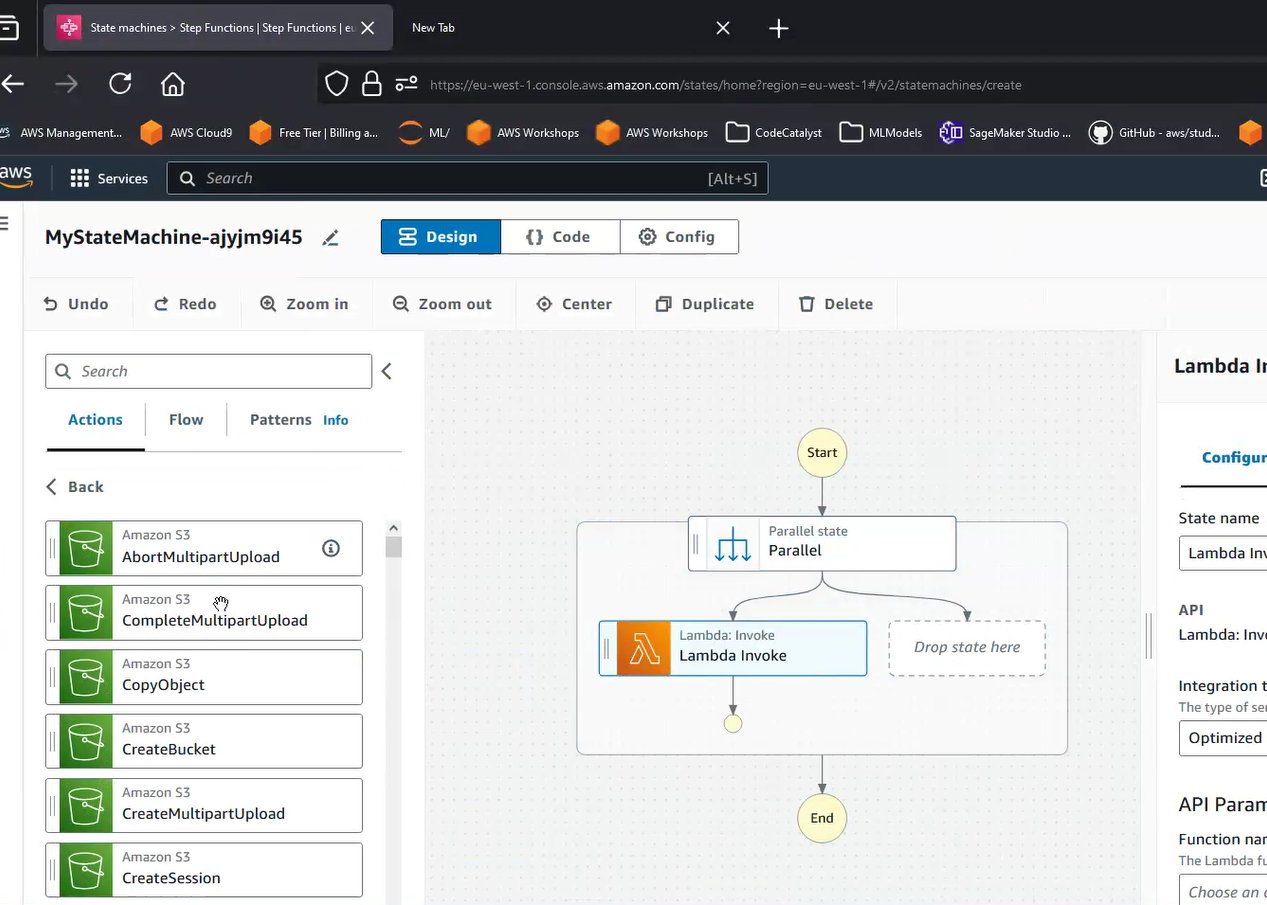 State machines > Step Functions | Step Functions | eu
New Tab
https://eu-west-1.console.aws.amazon.com/states/home?region=eu-west-1#/v2/statemachines/create
AWS Management... AWS Cloud9 Free Tier | Billing a... ML/ AWS Workshops AWS Workshops CodeCatalyst MLModels SageMaker Studio ... GitHub - aws/stud...
aws Services Search [Alt+S]
MyStateMachine-ajyjm9i45 Design {} Code Config
Undo Redo Zoom in Zoom out Center Duplicate Delete
Search
Actions Flow Patterns Info
Back
Amazon S3
AbortMultipartUpload
Amazon S3
CompleteMultipartUpload
Amazon S3
CopyObject
Amazon S3
CreateBucket
Amazon S3
CreateMultipartUpload
Amazon S3
CreateSession
Start
Parallel state
Parallel
Lambda: Invoke
Lambda Invoke
Drop state here
End
Lambda In
Configur
State name
Lambda Inv
API
Lambda: Invo
Integration t
The type of ser
Optimized
API Param
Function nam
The Lambda fu
Choose an o